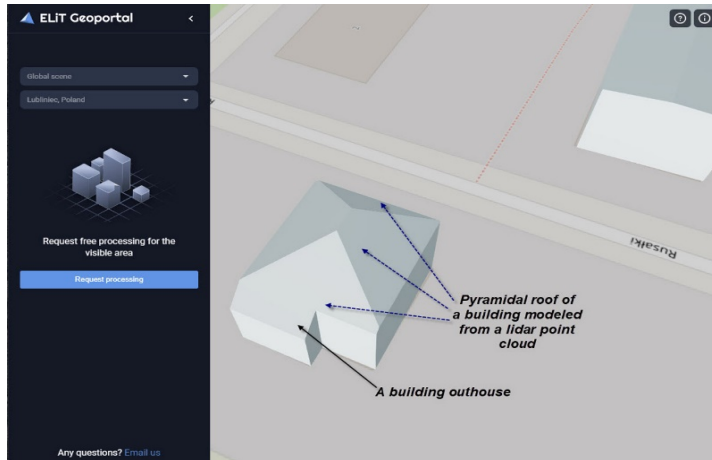 ELiT Geoportal
Global scene
Lubliniec, Poland
Request free processing for the
visible area
Request processing
Any questions? Email us
Rusałki
Pyramidal roof of
a building modeled
from a lidar point
cloud
A building outhouse